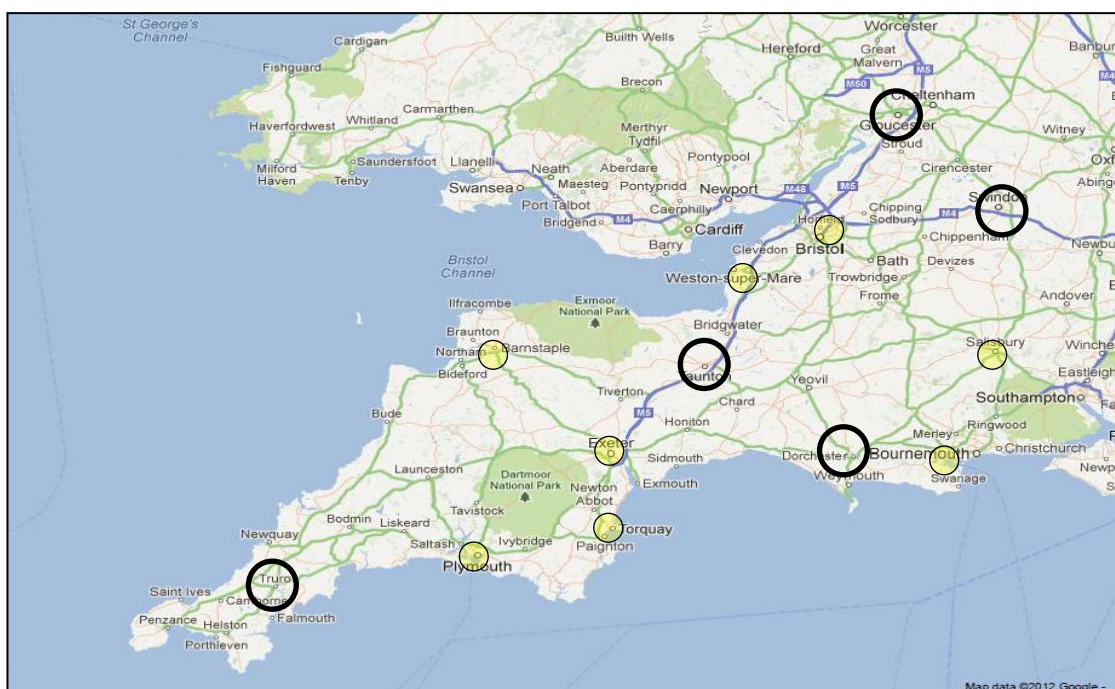 St George's
Channel
Cardigan
Fishguard
Haverfordwest
Whitland
Carmarthen
Milford
Haven
Tenby
Saundersfoot
Llanelli
Swansea
Neath
Port Talbot
Maesteg
Bridgend
Aberdare
Merthyr
Tydfil
Brecon
Builth Wells
Pontypool
Pontypridd
Caerphilly
Newport
Cardiff
Barry
M4
M48
M5
M50
M5
Hereford
Great
Malvern
Worcester
Cheltenham
Gloucester
Stroud
Cirencester
Witney
Banbu
M4
Oxf
Abing
Swindon
M4
Chipping
Sodbury
Chippenham
Newbu
Horfield
Bristol
Clevedon
Bath
Devizes
Trowbridge
Weston-super-Mare
Frome
Andover
Bristol
Channel
Ilfracombe
Exmoor
National Park
Braunton
Barnstaple
Northam
Bideford
Bridgwater
Taunton
Salisbury
Winche
Eastleigh
Southampton
Yeovil
Chard
Tiverton
M5
Honiton
Bude
Exeter
Sidmouth
Exmouth
Dorchester
Weymouth
Merley
Ringwood
Bournemouth
Christchurch
Swanage
Newp
Launceston
Dartmoor
National Park
Tavistock
Newton
Abbot
Torquay
Paignton
Bodmin
Liskeard
Newquay
Saltash
Ivybridge
Plymouth
Truro
Camborne
Saint Ives
Penzance
Helston
Falmouth
Porthleven
Map data ©2012 Google -